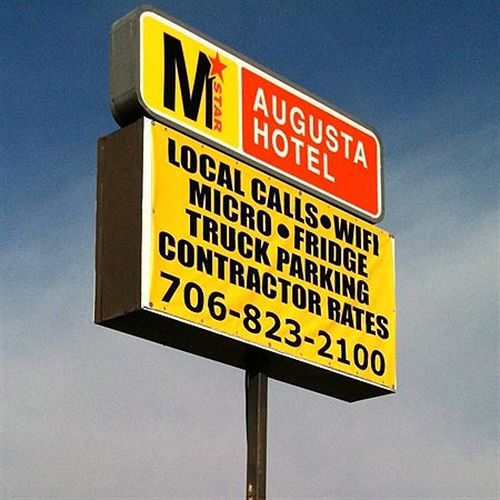 M STAR
AUGUSTA
HOTEL
LOCAL CALLS•WIFI
MICRO•FRIDGE
TRUCK PARKING
CONTRACTOR RATES
706-823-2100